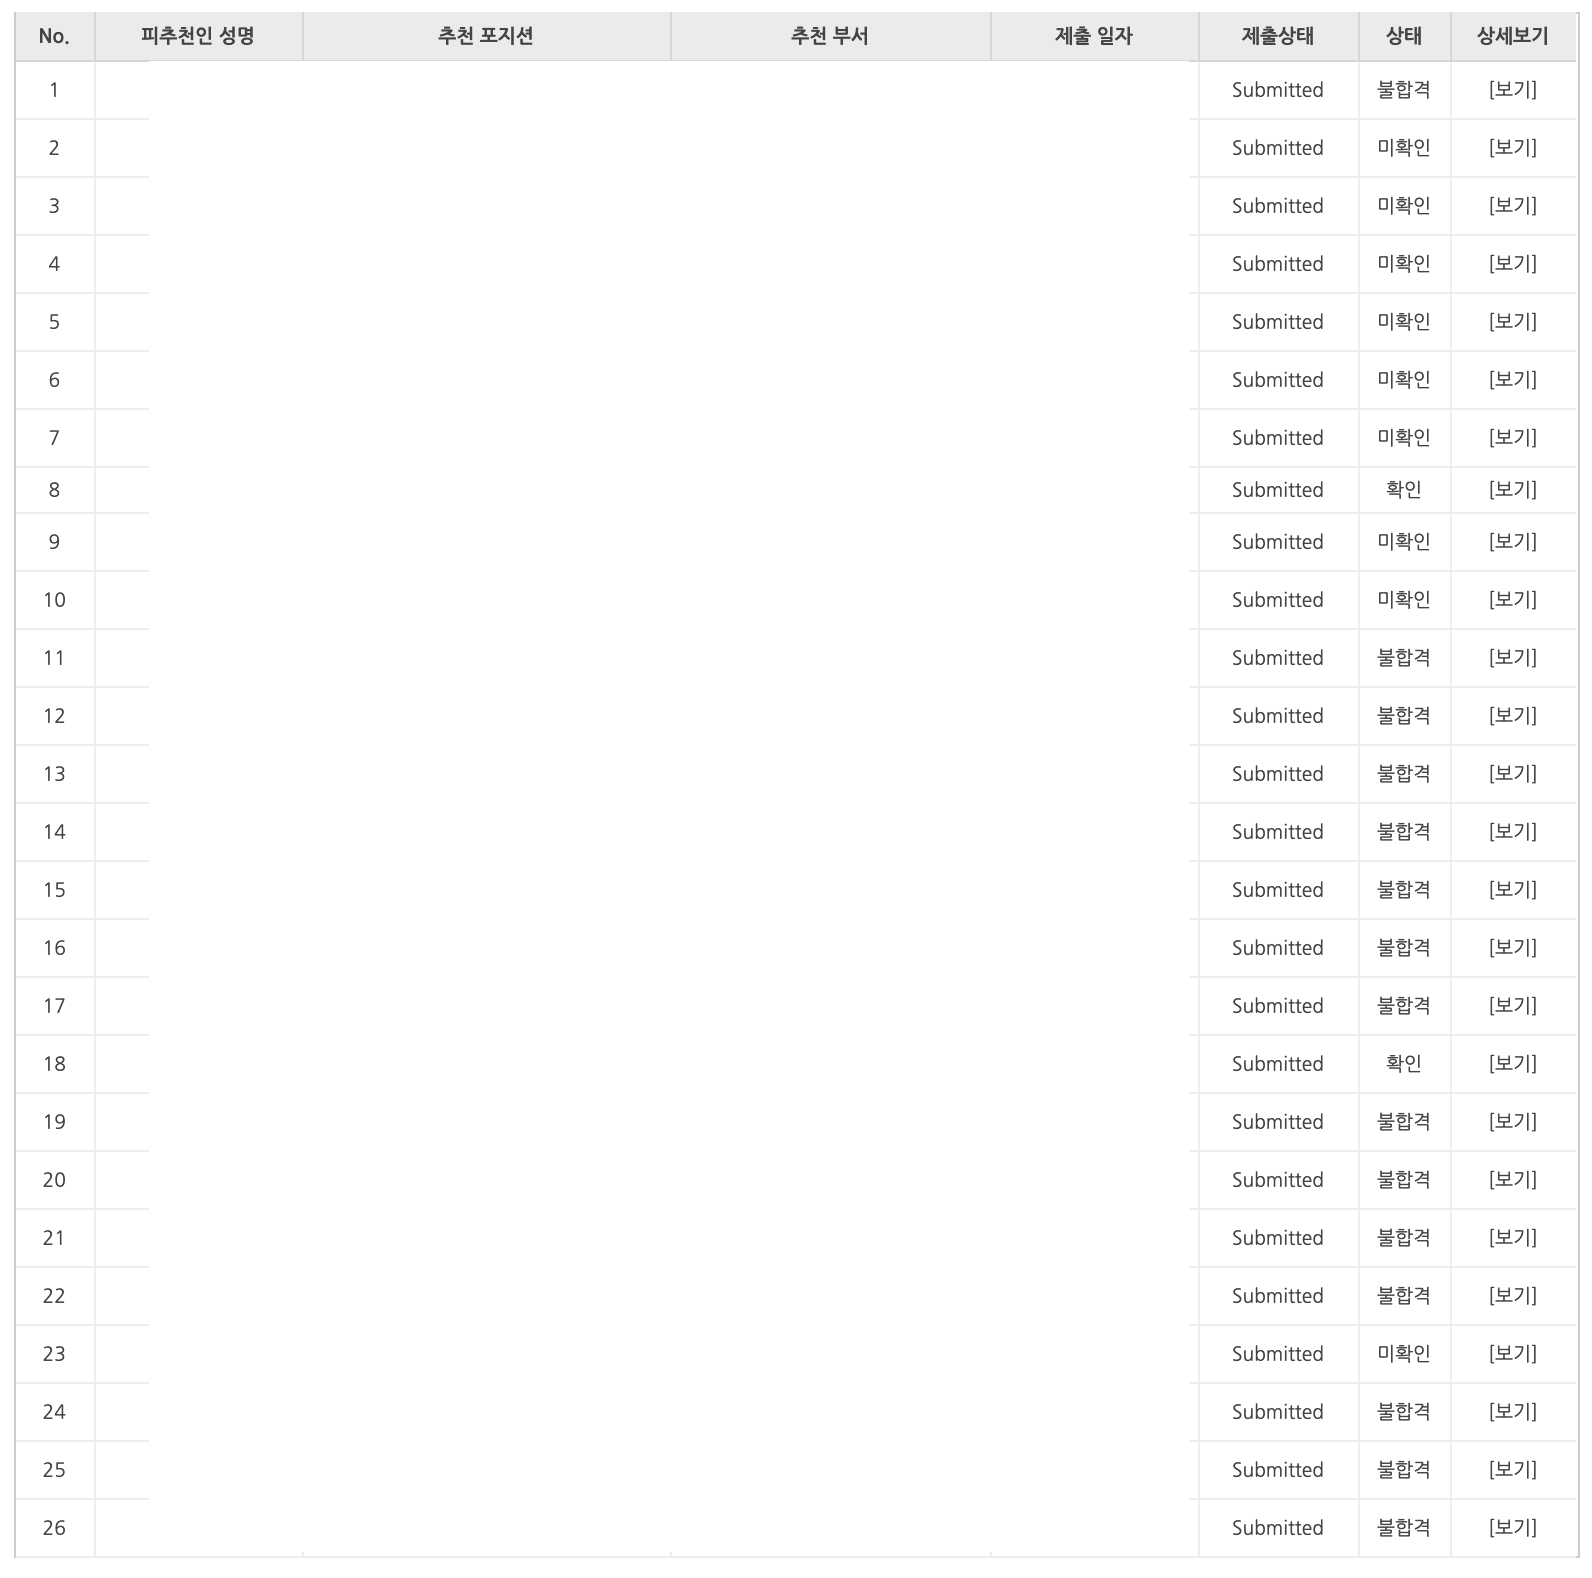 No. 피추천인 성명 추천 포지션 추천 부서 제출 일자 제출상태 상태 상세보기
1 Submitted 불합격 [보기]
2 Submitted 미확인 [보기]
3 Submitted 미확인 [보기]
4 Submitted 미확인 [보기]
5 Submitted 미확인 [보기]
6 Submitted 미확인 [보기]
7 Submitted 미확인 [보기]
8 Submitted 확인 [보기]
9 Submitted 미확인 [보기]
10 Submitted 미확인 [보기]
11 Submitted 불합격 [보기]
12 Submitted 불합격 [보기]
13 Submitted 불합격 [보기]
14 Submitted 불합격 [보기]
15 Submitted 불합격 [보기]
16 Submitted 불합격 [보기]
17 Submitted 불합격 [보기]
18 Submitted 확인 [보기]
19 Submitted 불합격 [보기]
20 Submitted 불합격 [보기]
21 Submitted 불합격 [보기]
22 Submitted 불합격 [보기]
23 Submitted 미확인 [보기]
24 Submitted 불합격 [보기]
25 Submitted 불합격 [보기]
26 Submitted 불합격 [보기]